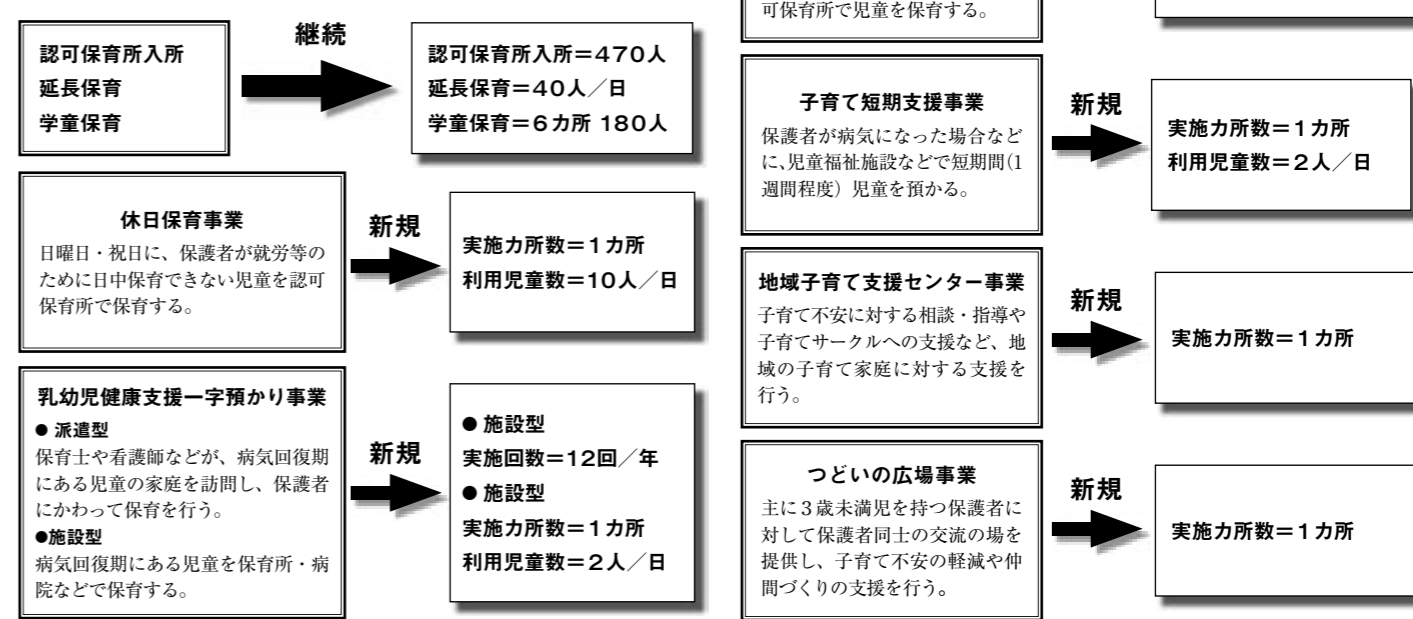 認可保育所入所
延長保育
学童保育
継続
認可保育所入所＝470人
延長保育＝40人／日
学童保育＝6カ所 180人
休日保育事業
日曜日・祝日に、保護者が就労等の
ために日中保育できない児童を認可
保育所で保育する。
新規
実施カ所数＝1カ所
利用児童数＝10人／日
乳幼児健康支援一字預かり事業
● 派遣型
保育士や看護師などが、病気回復期
にある児童の家庭を訪問し、保護者
にかわって保育を行う。
●施設型
病気回復期にある児童を保育所・病
院などで保育する。
新規
● 施設型
実施回数＝12回／年
● 施設型
実施カ所数＝1カ所
利用児童数＝2人／日
可保育所で児童を保育する。
子育て短期支援事業
保護者が病気になった場合など
に、児童福祉施設などで短期間(1
週間程度）児童を預かる。
新規
実施カ所数＝1カ所
利用児童数＝2人／日
地域子育て支援センター事業
子育て不安に対する相談・指導や
子育てサークルへの支援など、地
域の子育て家庭に対する支援を
行う。
新規
実施カ所数＝1カ所
つどいの広場事業
主に３歳未満児を持つ保護者に
対して保護者同士の交流の場を
提供し、子育て不安の軽減や仲
間づくりの支援を行う。
新規
実施カ所数＝1カ所